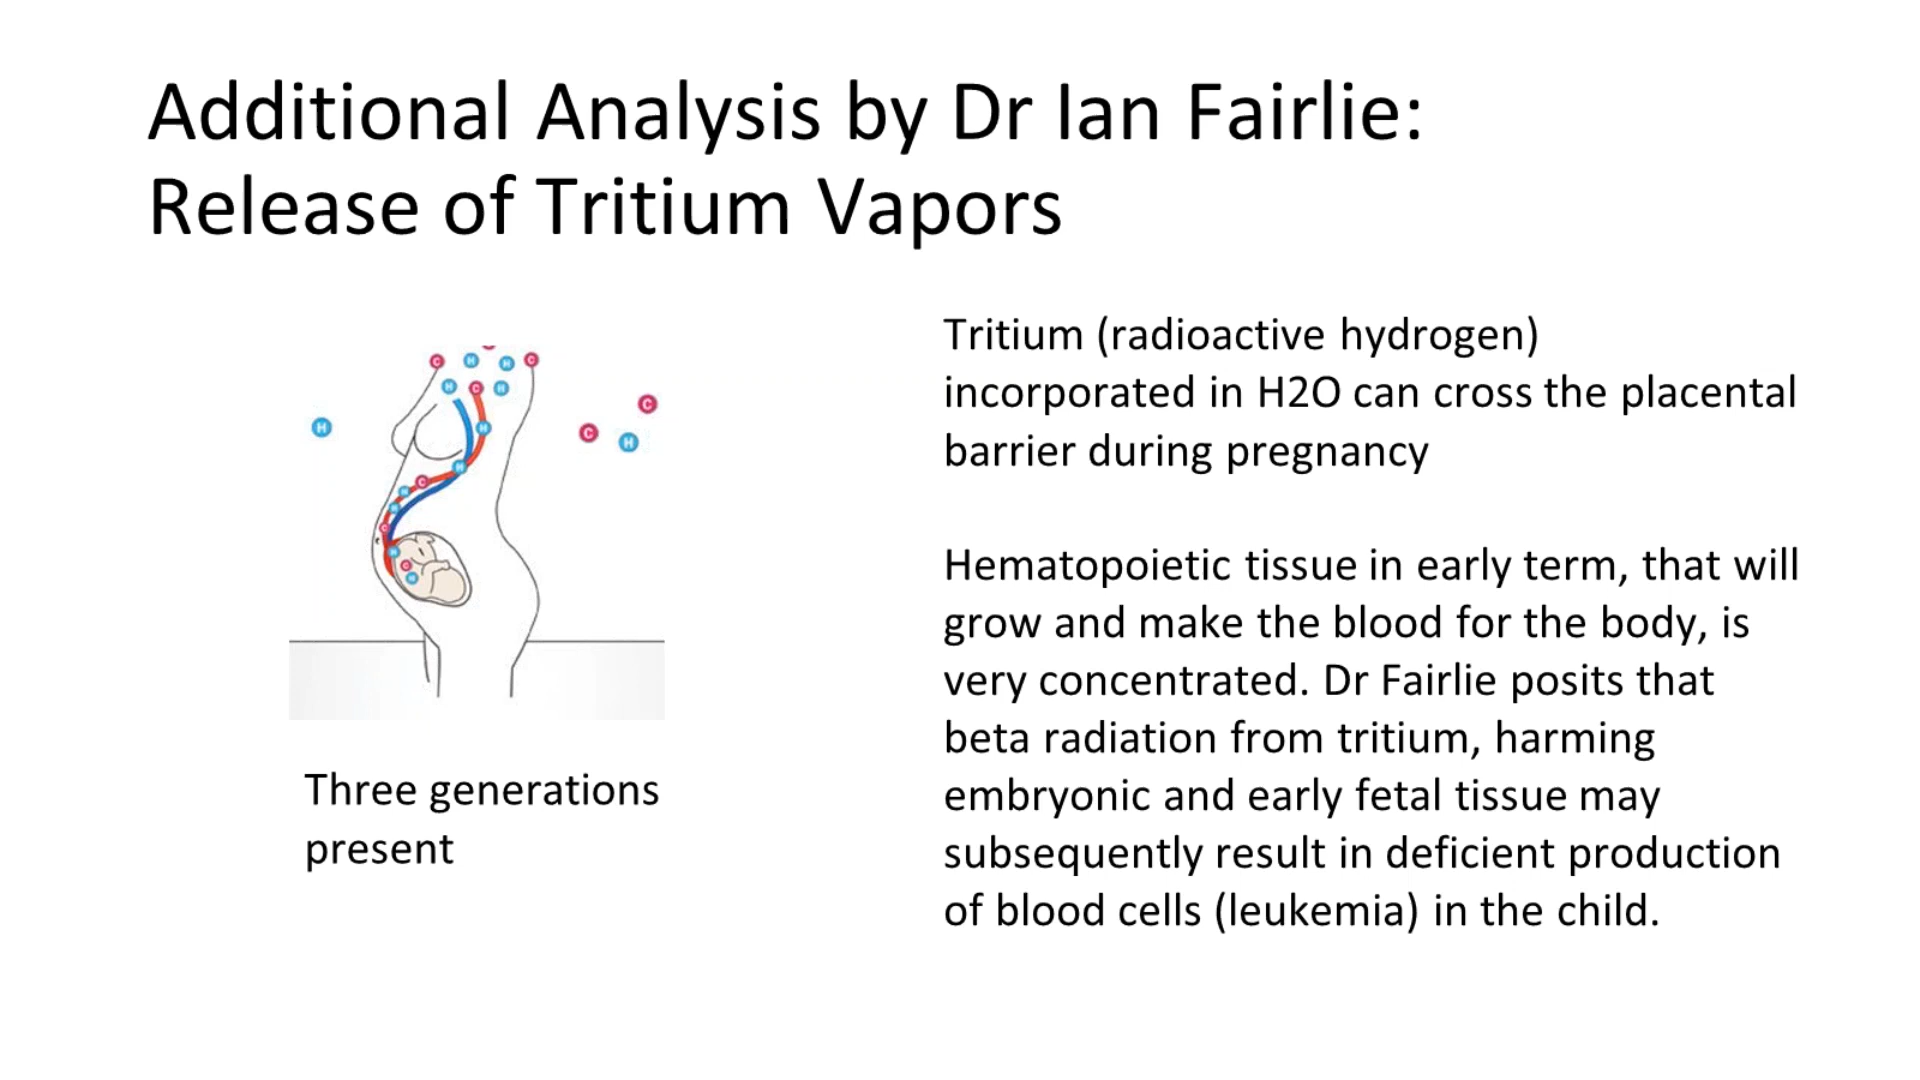 Additional Analysis by Dr Ian Fairlie:
Release of Tritium Vapors
C H H C
H C H
H
C
C H
H
H
C
H
H
C
H
C
H
Three generations
present
Tritium (radioactive hydrogen)
incorporated in H2O can cross the placental
barrier during pregnancy
Hematopoietic tissue in early term, that will
grow and make the blood for the body, is
very concentrated. Dr Fairlie posits that
beta radiation from tritium, harming
embryonic and early fetal tissue may
subsequently result in deficient production
of blood cells (leukemia) in the child.